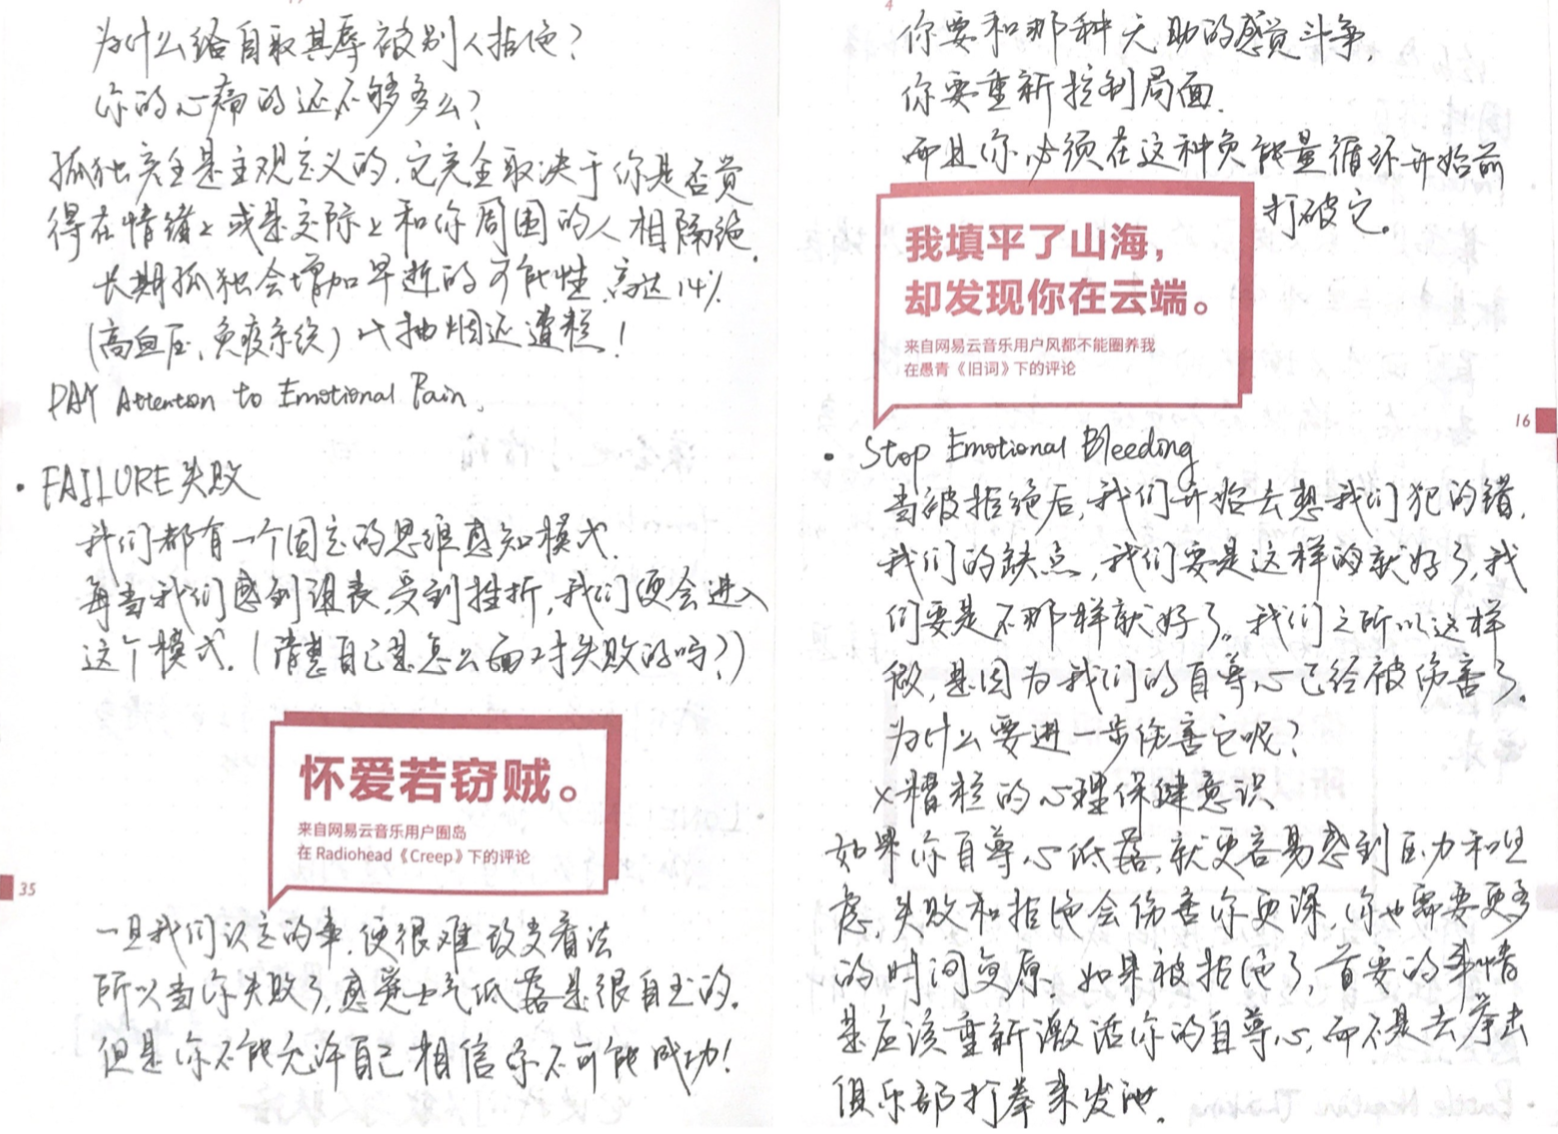 为什么给自取其辱被别人拒绝？
你的心痛的还不够多么？
孤独完全是主观意义的，它完全取决于你是否觉
得在情绪上或是交际上和你周围的人相隔绝。
长期孤独会增加早逝的可能性，高达14%
(高血压、免疫系统) 比抽烟还遭糕！
PAY Attention to Emotional Pain.
• FAILURE 失败
我们都有一个固定的思维感知模式.
每当我们感到沮丧，受到挫折，我们便会进入
这个模式.（清楚自己是怎么面对失败的吗？）
怀爱若窃贼。
来自网易云音乐用户囿岛
在 Radiohead《Creep》下的评论
35
一旦我们认定的事，便很难改变看法
所以当你失败了，感觉士气低落是很自主的.
但是你不能允许自己相信你不可能成功！
4
你要和那种无助的感觉斗争，
你要重新控制局面.
而且你必须在这种负能量循环开始前
打破它。
我填平了山海，
却发现你在云端。
来自网易云音乐用户风都不能圈养我
在愚青《旧词》下的评论
16
• Stop Emotional Bleeding
当被拒绝后，我们开始去想我们犯的错.
我们的缺点，我们要是这样的就好了，我
们要是不那样就好了。我们之所以这样
做，是因为我们的自尊心已经被伤害了.
为什么要进一步伤害它呢？
×糟糕的心理保健意识
如果你自尊心低落，就更容易感到压力和且
虑，失败和拒绝会伤害你更深，你也需要更多
的时间复原. 如果被拒绝了，首要的事情
是应该重新激活你的自尊心，而不是去拳击
俱乐部打拳来发泄.